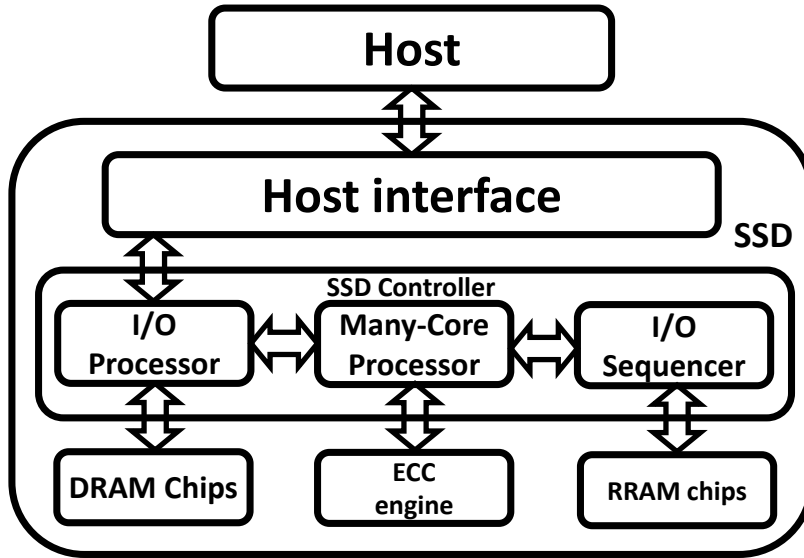 Host
Host interface
SSD
SSD Controller
I/O
Processor
Many-Core
Processor
I/O
Sequencer
DRAM Chips
ECC
engine
RRAM chips